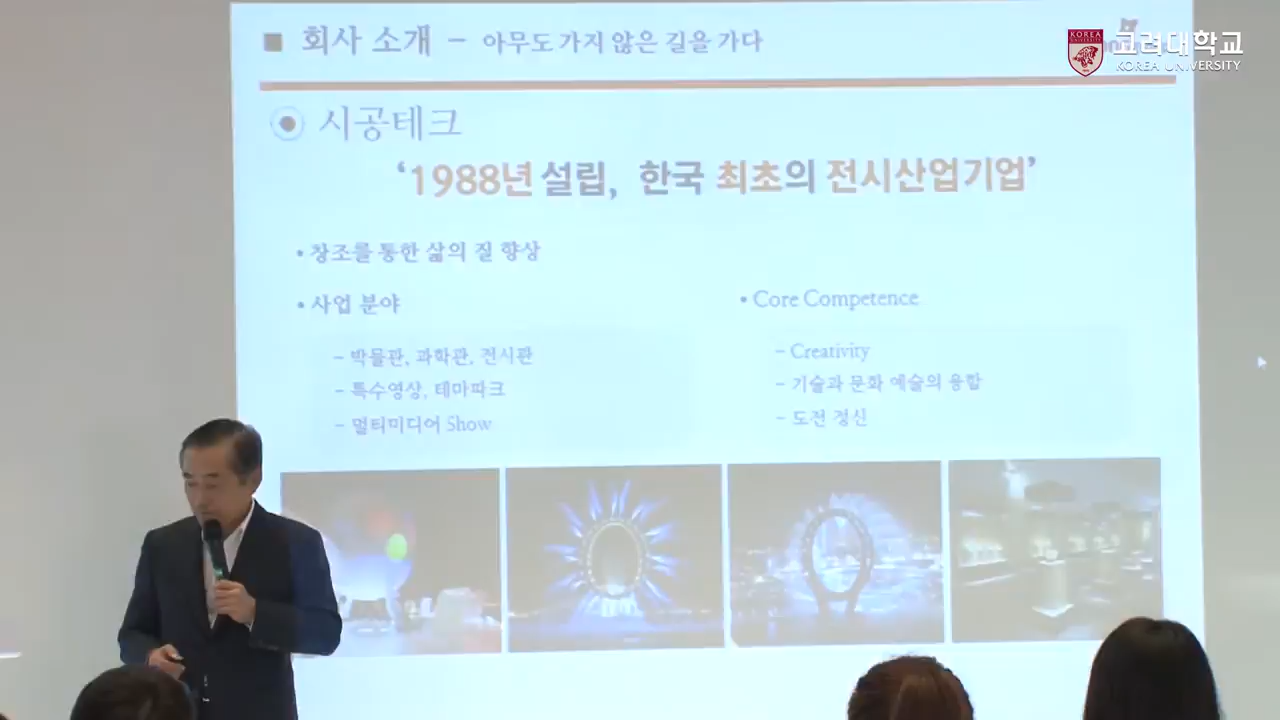 ■ 회사 소개 – 아무도 가지 않은 길을 가다
KOREA
고려대학교
KOREA UNIVERSITY
시공테크
‘1988년 설립, 한국 최초의 전시산업기업’
• 창조를 통한 삶의 질 향상
• 사업 분야
– 박물관, 과학관, 전시관
– 특수영상, 테마파크
– 멀티미디어 Show
• Core Competence
– Creativity
– 기술과 문화 예술의 융합
– 도전 정신